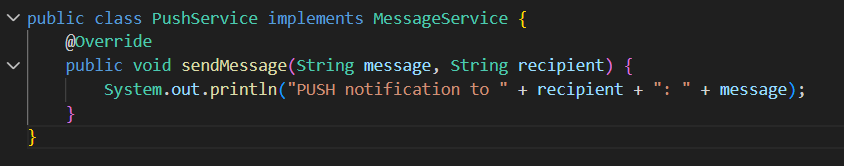 public class PushService implements MessageService {
    @Override
    public void sendMessage(String message, String recipient) {
        System.out.println("PUSH notification to " + recipient + ": " + message);
    }
}